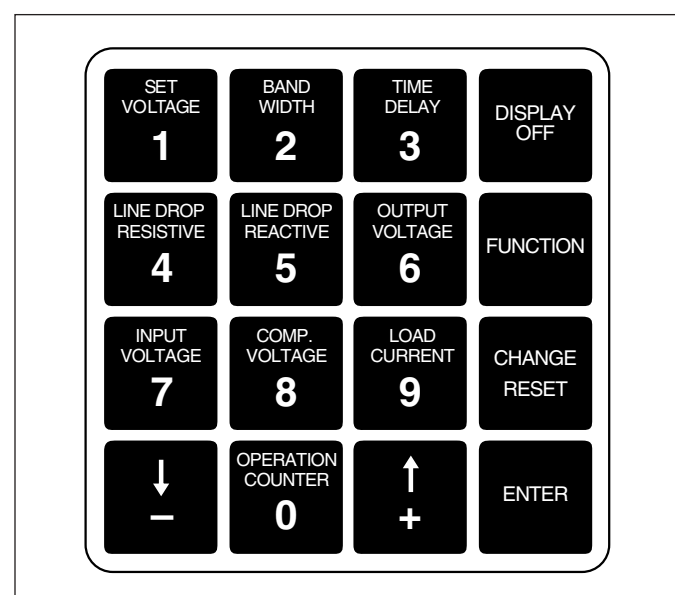 SET
VOLTAGE
1
BAND
WIDTH
2
TIME
DELAY
3
DISPLAY
OFF
LINE DROP
RESISTIVE
4
LINE DROP
REACTIVE
5
OUTPUT
VOLTAGE
6
FUNCTION
INPUT
VOLTAGE
7
COMP.
VOLTAGE
8
LOAD
CURRENT
9
CHANGE
RESET
↓
–
OPERATION
COUNTER
0
↑
+
ENTER